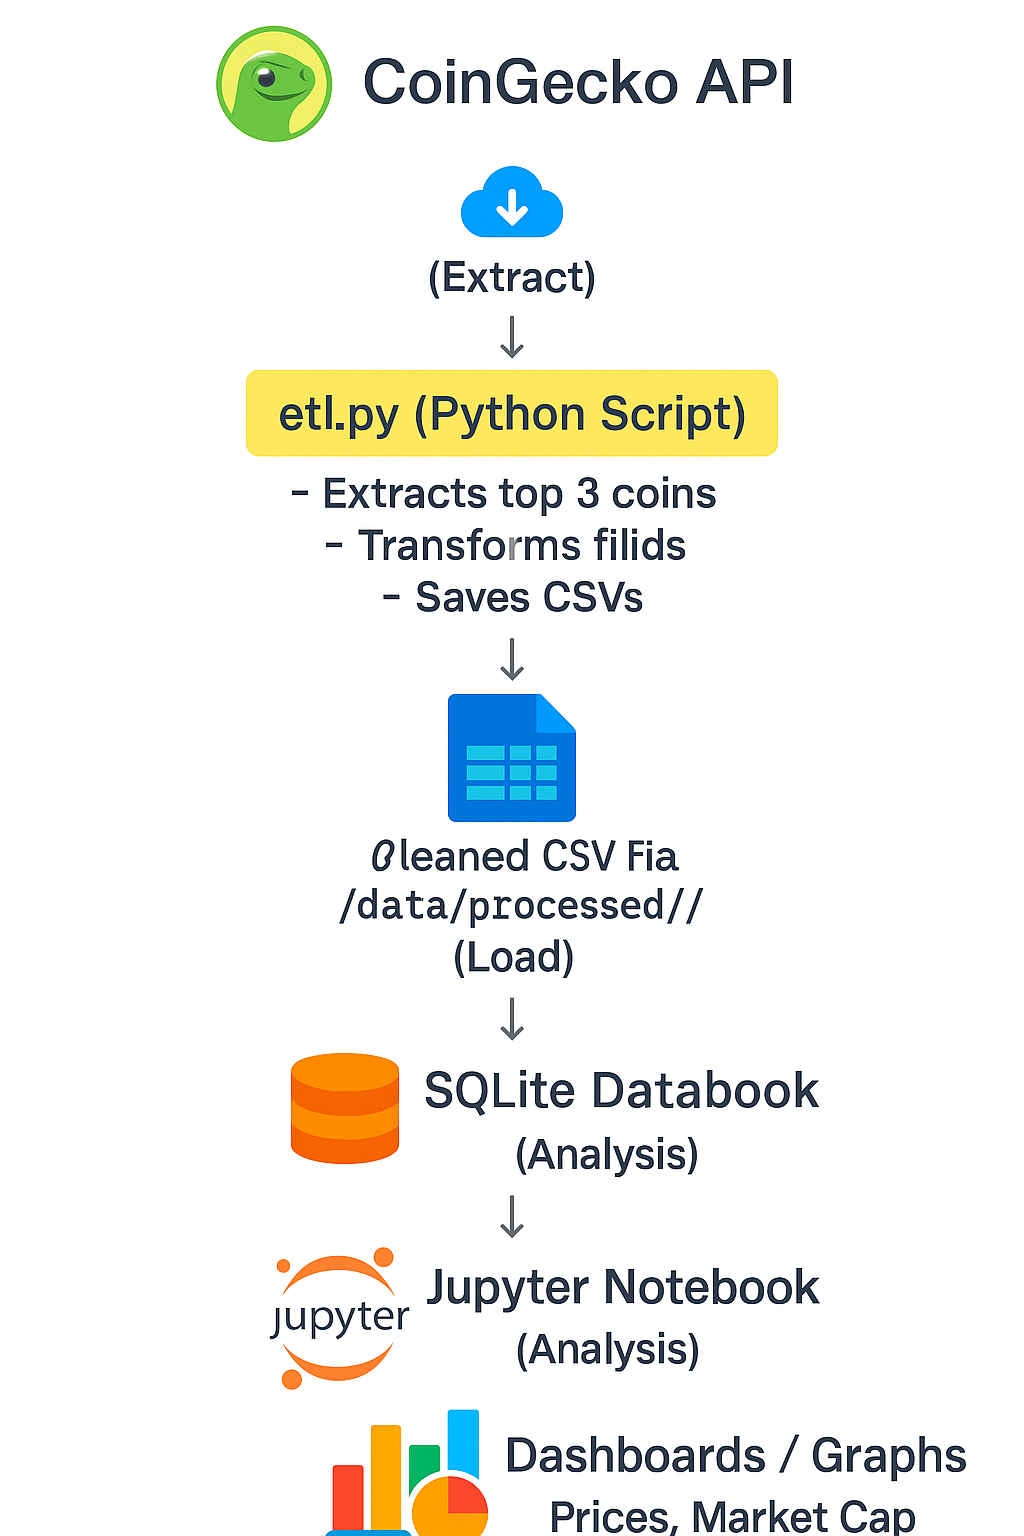 CoinGecko API
(Extract)
etl.py (Python Script)
- Extracts top 3 coins
- Transforms filids
- Saves CSVs
Cleaned CSV Fia
/data/processed//
(Load)
SQLite Databook
(Analysis)
jupyter Jupyter Notebook
(Analysis)
Dashboards / Graphs
Prices, Market Cap